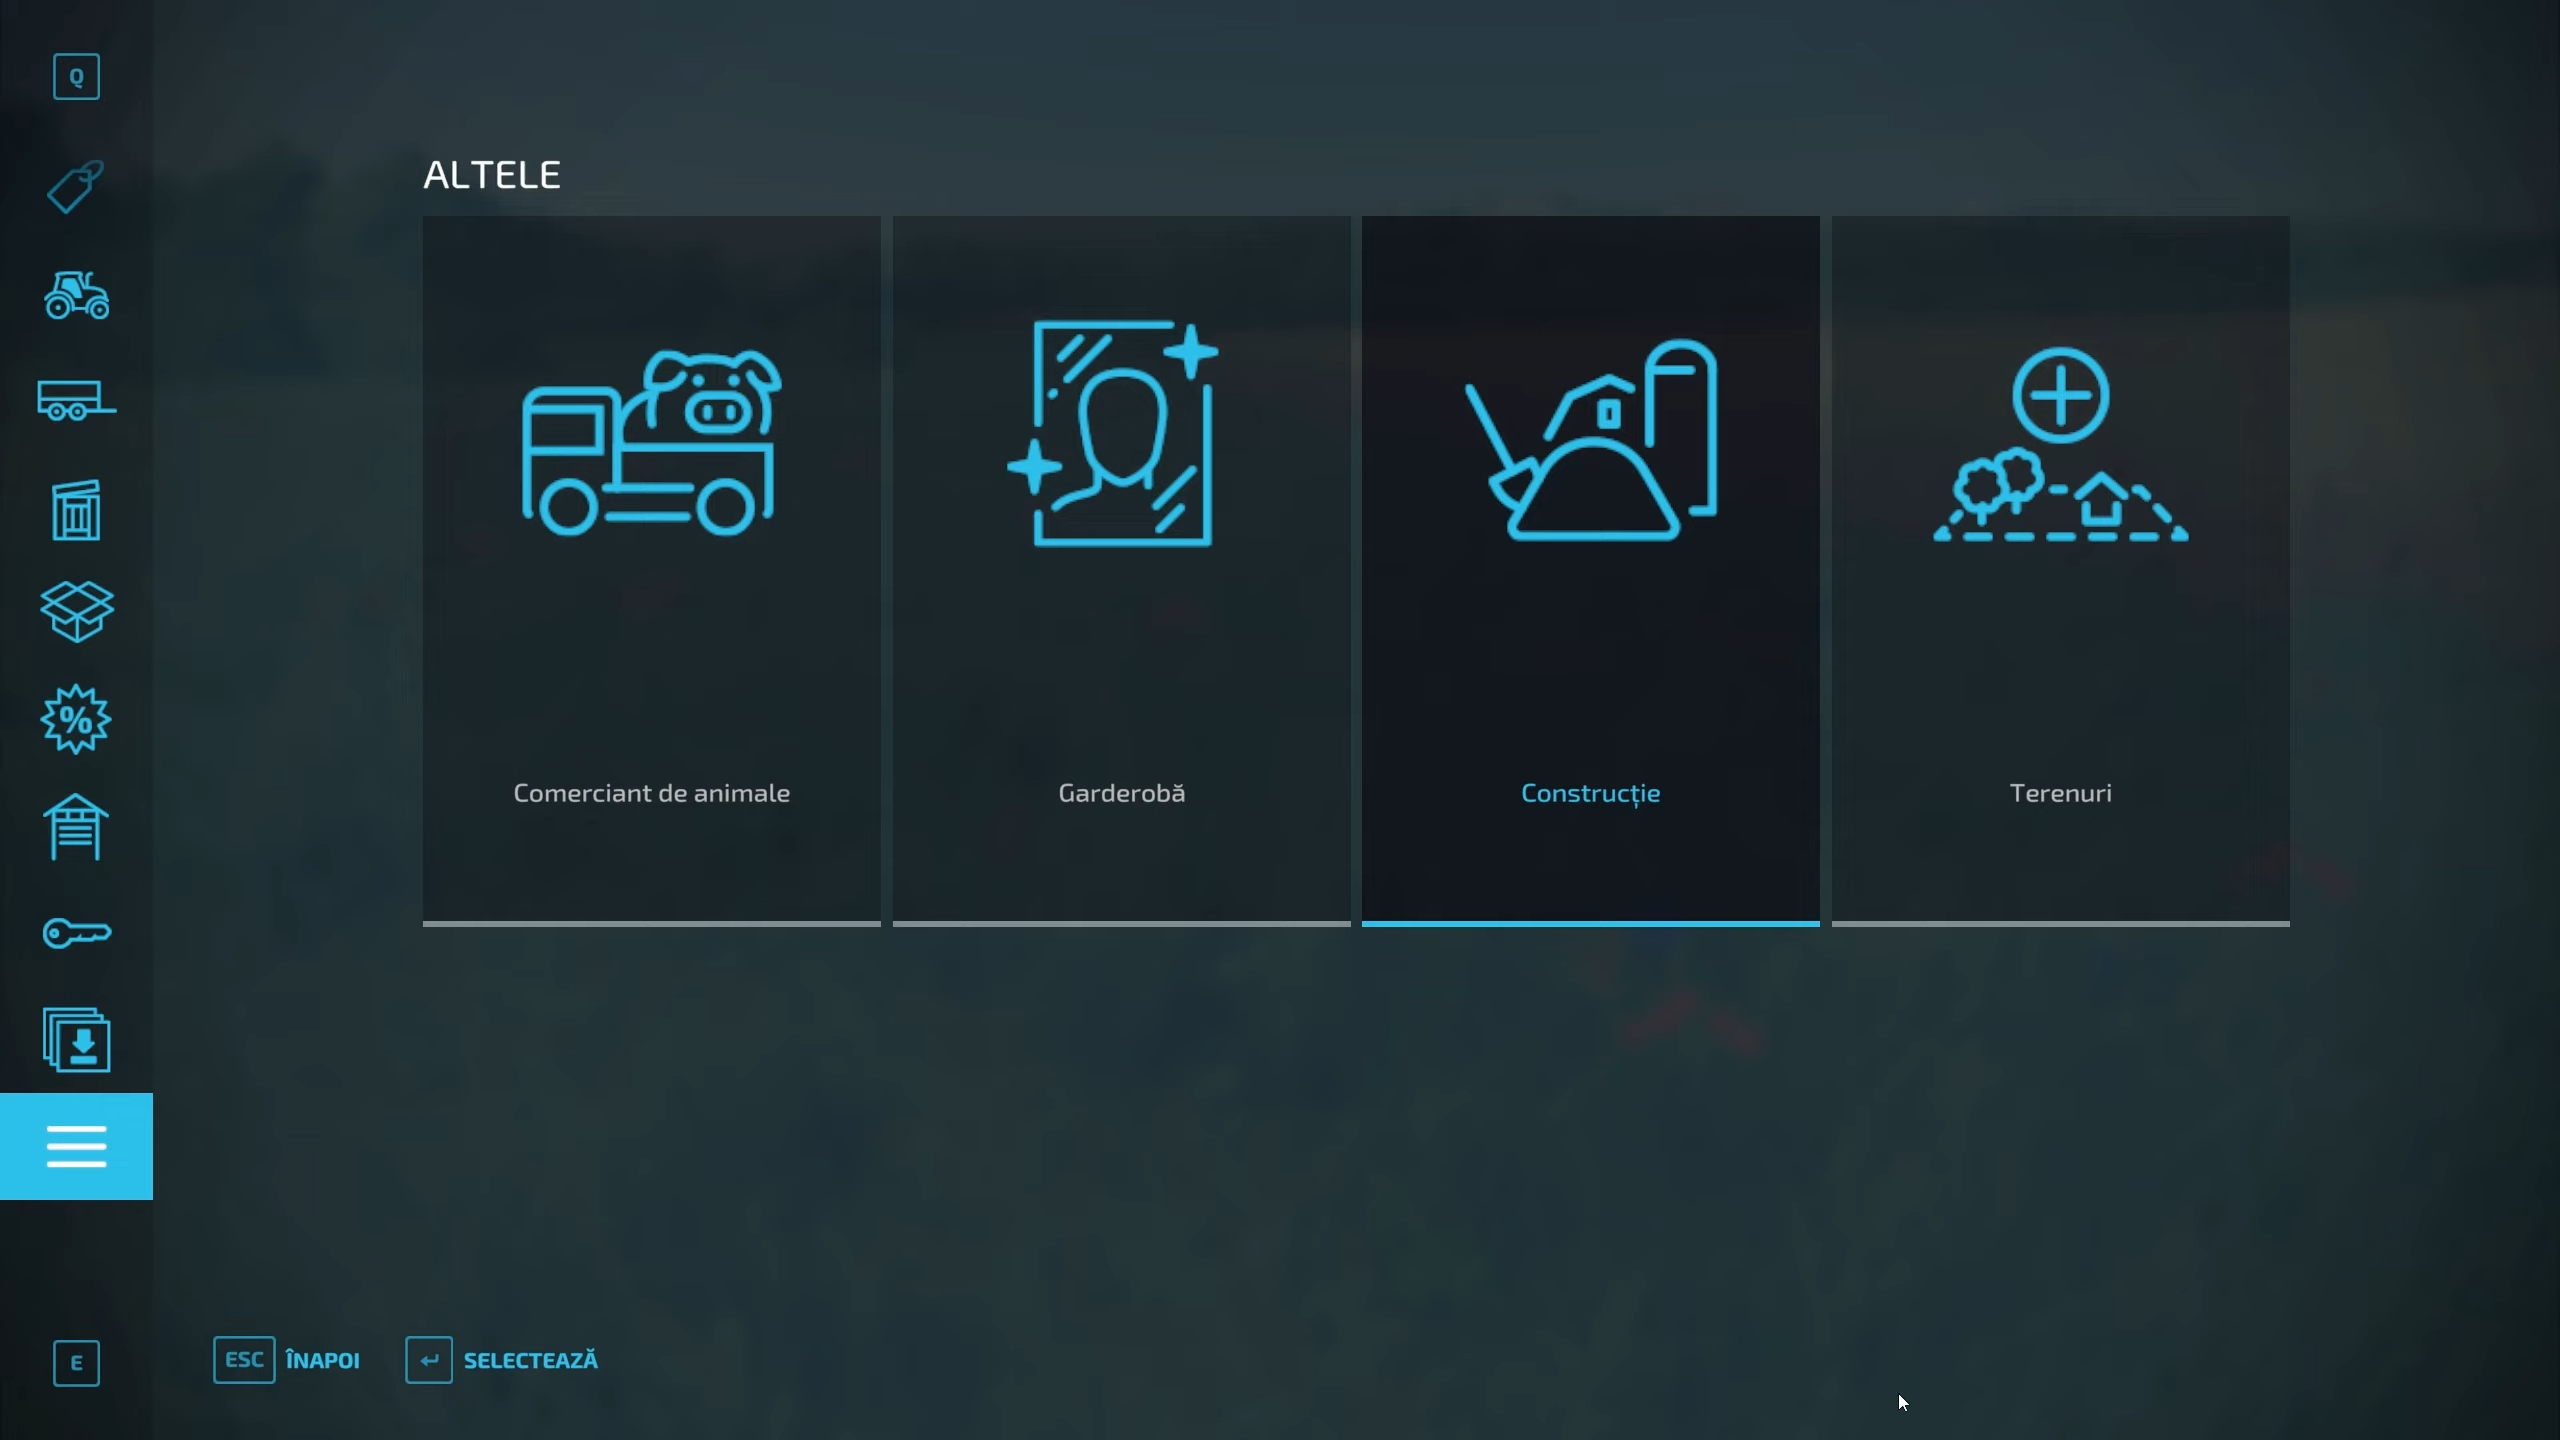 Q
ALTELE
%
Comerciant de animale
Garderobă
Construcție
Terenuri
E
ESC ÎNAPOI
SELECTEAZĂ